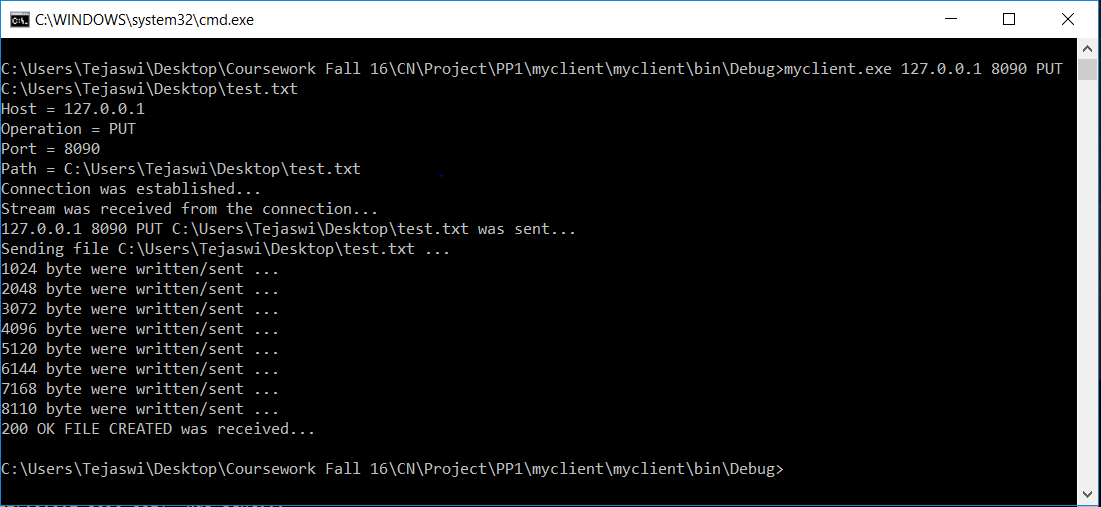 C:\WINDOWS\system32\cmd.exe
C:\Users\Tejaswi\Desktop\Coursework Fall 16\CN\Project\PP1\myclient\myclient\bin\Debug>myclient.exe 127.0.0.1 8090 PUT
C:\Users\Tejaswi\Desktop\test.txt
Host = 127.0.0.1
Operation = PUT
Port = 8090
Path = C:\Users\Tejaswi\Desktop\test.txt
Connection was established...
Stream was received from the connection...
127.0.0.1 8090 PUT C:\Users\Tejaswi\Desktop\test.txt was sent...
Sending file C:\Users\Tejaswi\Desktop\test.txt ...
1024 byte were written/sent ...
2048 byte were written/sent ...
3072 byte were written/sent ...
4096 byte were written/sent ...
5120 byte were written/sent ...
6144 byte were written/sent ...
7168 byte were written/sent ...
8110 byte were written/sent ...
200 OK FILE CREATED was received...
C:\Users\Tejaswi\Desktop\Coursework Fall 16\CN\Project\PP1\myclient\myclient\bin\Debug>